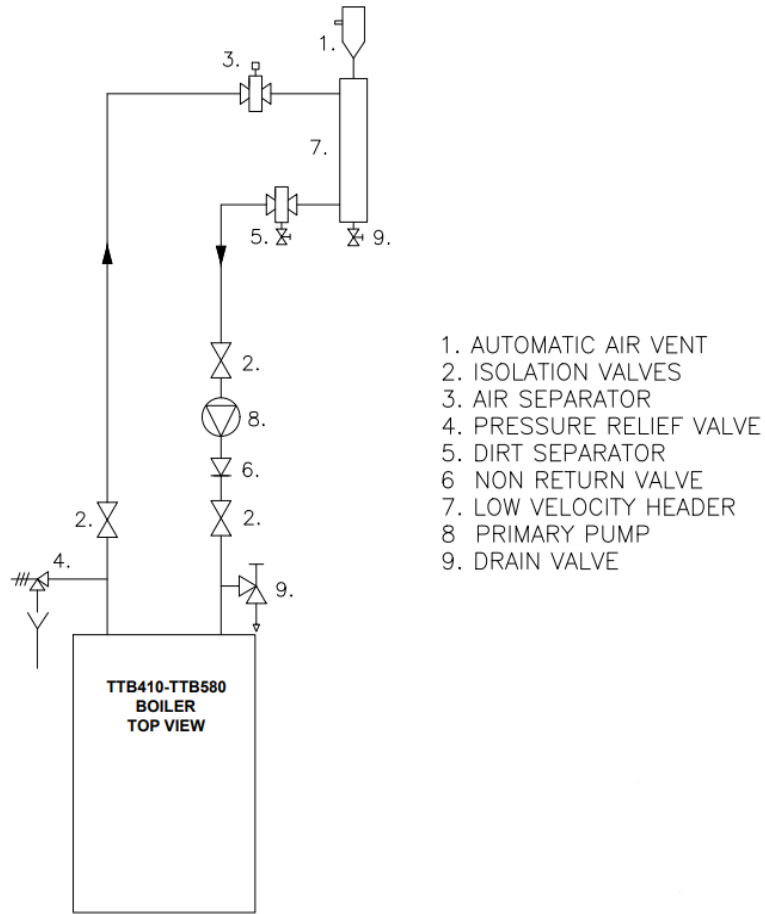 1.
3.
7.
5.
9.
2.
8.
6.
2.
2.
4.
9.
TTB410-TTB580
BOILER
TOP VIEW
1. AUTOMATIC AIR VENT
2. ISOLATION VALVES
3. AIR SEPARATOR
4. PRESSURE RELIEF VALVE
5. DIRT SEPARATOR
6 NON RETURN VALVE
7. LOW VELOCITY HEADER
8 PRIMARY PUMP
9. DRAIN VALVE